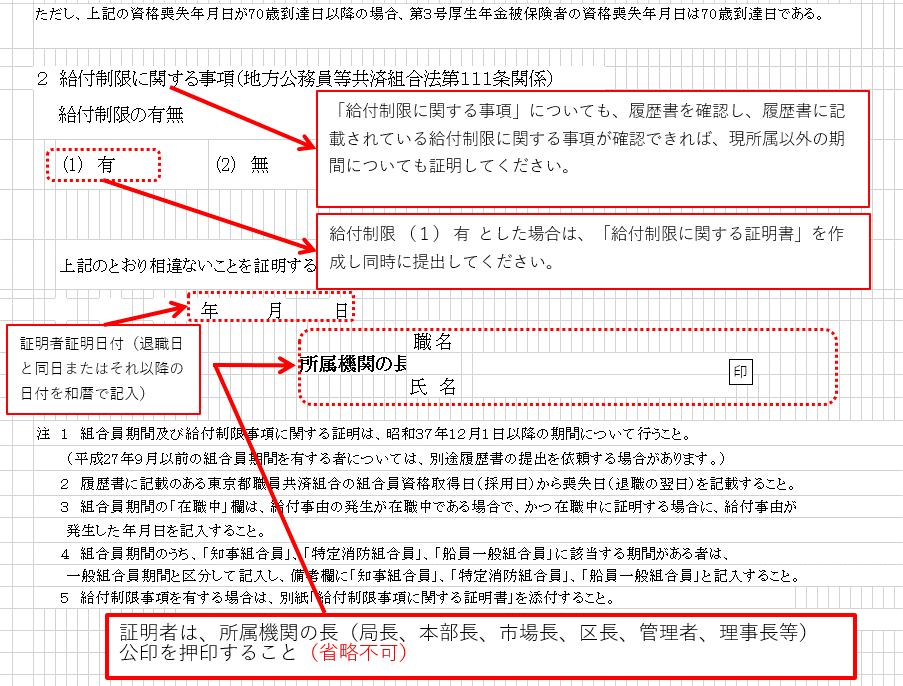 ただし、上記の資格喪失年月日が70歳到達日以降の場合、第3号厚生年金被保険者の資格喪失年月日は70歳到達日である。
2 給付制限に関する事項(地方公務員等共済組合法第111条関係)
給付制限の有無
「給付制限に関する事項」についても、履歴書を確認し、履歴書に記
載されている給付制限に関する事項が確認できれば、現所属以外の期
間についても証明してください。
(1) 有 (2) 無
給付制限（１）有 とした場合は、「給付制限に関する証明書」を作
成し同時に提出してください。
上記のとおり相違ないことを証明する
年 月 日
証明者証明日付（退職日
と同日またはそれ以降の
日付を和暦で記入）
職名
所属機関の長
氏 名
印
注 1 組合員期間及び給付制限事項に関する証明は、昭和37年12月1日以降の期間について行うこと。
（平成27年9月以前の組合員期間を有する者については、別途履歴書の提出を依頼する場合があります。）
2 履歴書に記載のある東京都職員共済組合の組合員資格取得日(採用日)から喪失日(退職の翌日)を記載すること。
3 組合員期間の「在職中」欄は、給付事由の発生が在職中である場合で、かつ在職中に証明する場合に、給付事由が
発生した年月日を記入すること。
4 組合員期間のうち、「知事組合員」、「特定消防組合員」、「船員一般組合員」に該当する期間がある者は、
一般組合員期間と区分して記入し、備考欄に「知事組合員」、「特定消防組合員」、「船員一般組合員」と記入すること。
5 給付制限事項を有する場合は、別紙「給付制限事項に関する証明書」を添付すること。
証明者は、所属機関の長（局長、本部長、市場長、区長、管理者、理事長等）
公印を押印すること（省略不可）